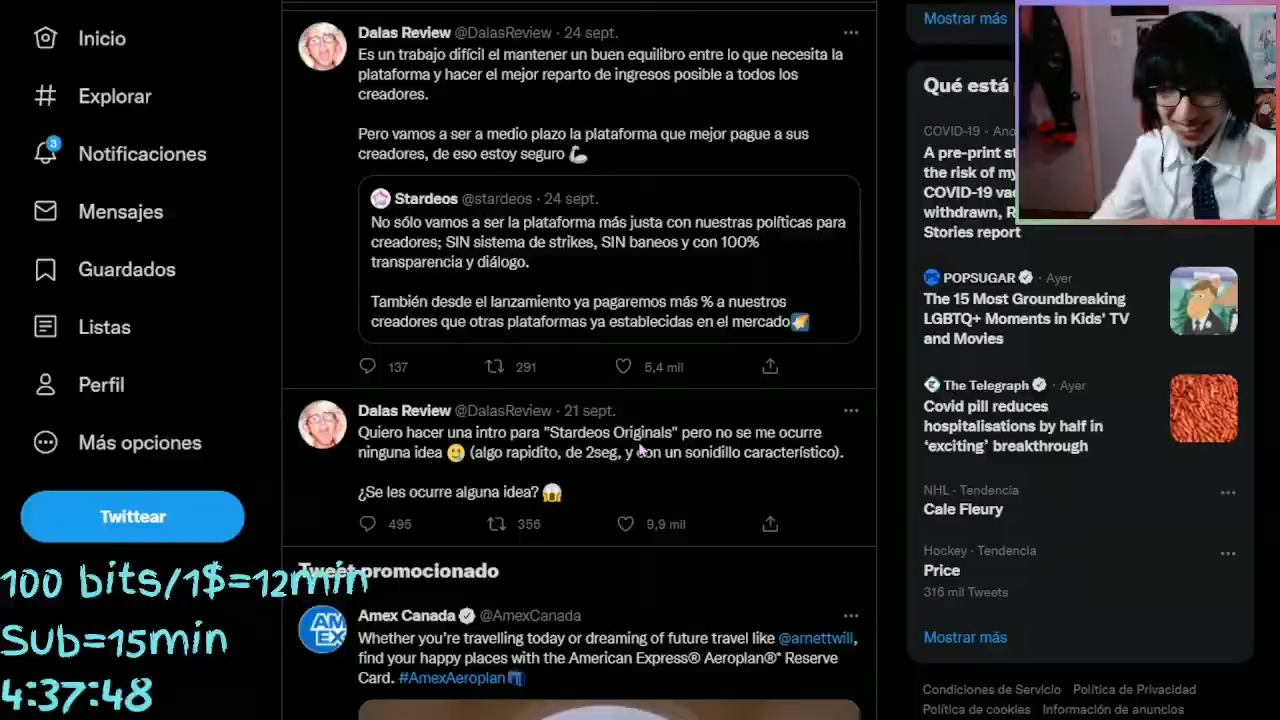 Inicio
Explorar
3
Notificaciones
Mensajes
Guardados
Listas
Perfil
Más opciones
Twittear
100 bits/1$=12min
Sub=15min
4:37:48
Dalas Review @DalasReview · 24 sept.
Es un trabajo difícil el mantener un buen equilibro entre lo que necesita la
plataforma y hacer el mejor reparto de ingresos posible a todos los
creadores.
Pero vamos a ser a medio plazo la plataforma que mejor pague a sus
creadores, de eso estoy seguro 💪
Stardeos @stardeos · 24 sept.
No sólo vamos a ser la plataforma más justa con nuestras políticas para
creadores; SIN sistema de strikes, SIN baneos y con 100%
transparencia y diálogo.
También desde el lanzamiento ya pagaremos más % a nuestros
creadores que otras plataformas ya establecidas en el mercado
137 291 5,4 mil
Dalas Review @DalasReview · 21 sept.
Quiero hacer una intro para "Stardeos Originals" pero no se me ocurre
ninguna idea 🥲 (algo rapidito, de 2seg, y con un sonidillo característico).
¿Se les ocurre alguna idea? 😱
495 356 9,9 mil
Tweet promocionado
AM
EX
Amex Canada @AmexCanada
Whether you're travelling today or dreaming of future travel like @arnettwill,
find your happy places with the American Express® Aeroplan®* Reserve
Card. #AmexAeroplan
Mostrar más
Qué está
COVID-19 ·
A pre-print
the risk of
COVID-19
withdrawn,
Stories report
PS
POPSUGAR · Ayer
The 15 Most Groundbreaking
LGBTQ+ Moments in Kids' TV
and Movies
The Telegraph · Ayer
Covid pill reduces
hospitalisations by half in
‘exciting’ breakthrough
NHL · Tendencia
Cale Fleury
Hockey · Tendencia
Price
316 mil Tweets
Mostrar más
Condiciones de Servicio Política de Privacidad
Política de cookies Información de anuncios